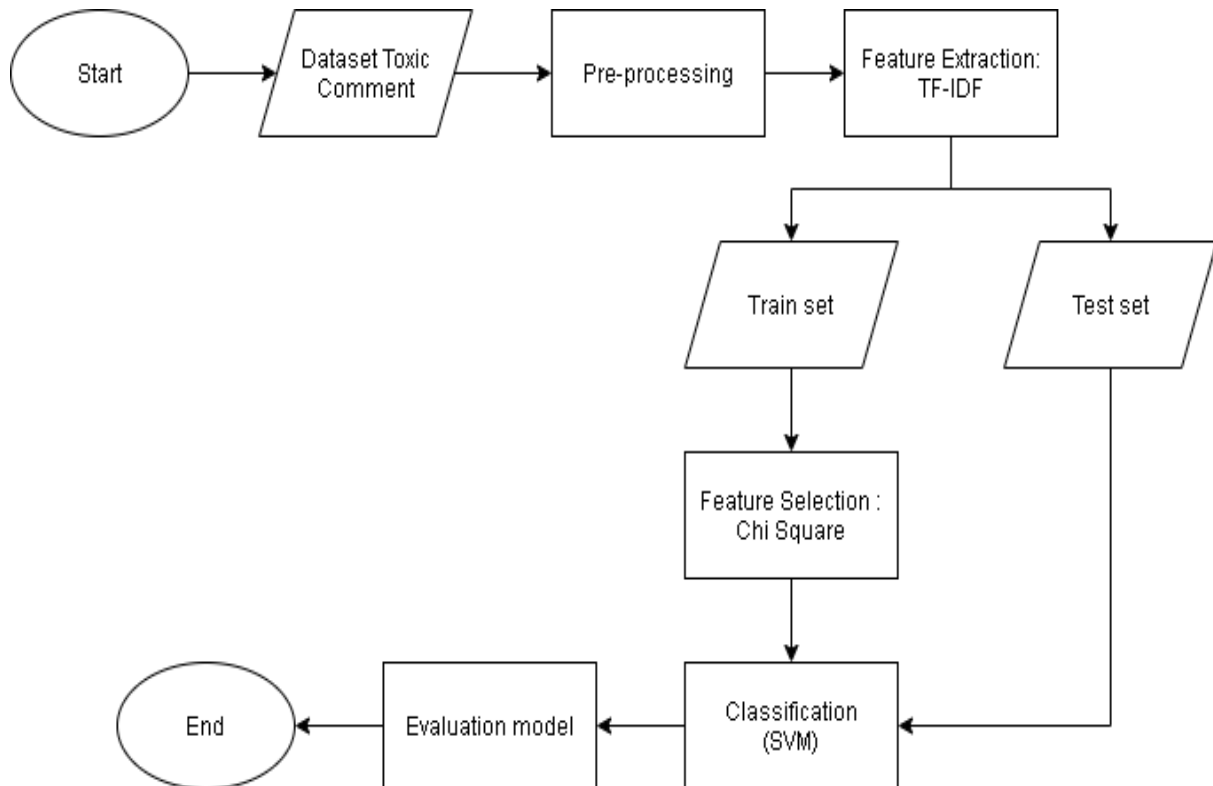 Start
Dataset Toxic
Comment
Pre-processing
Feature Extraction:
TF-IDF
Train set
Test set
Feature Selection :
Chi Square
Classification
(SVM)
Evaluation model
End